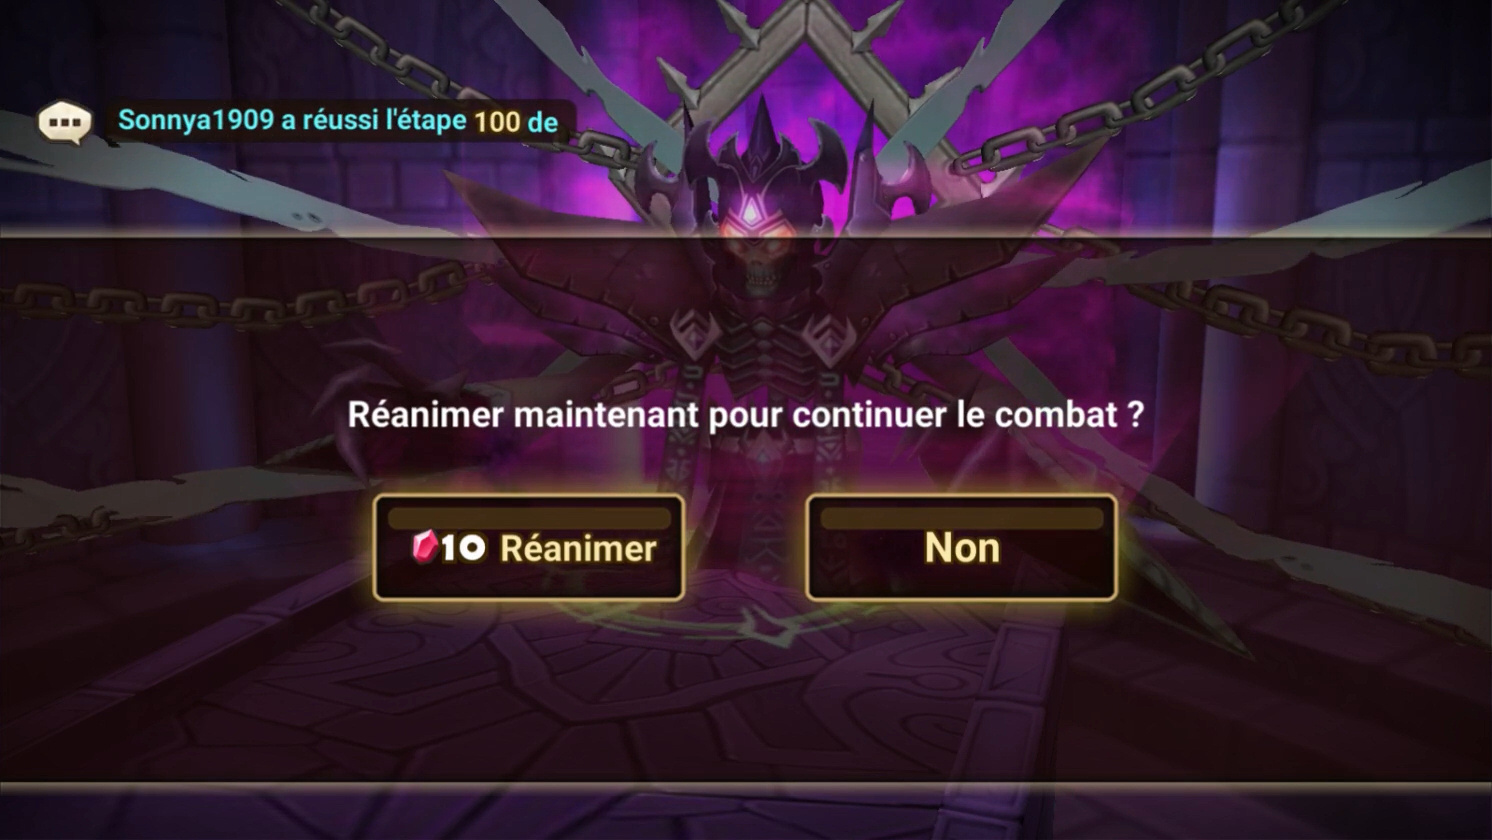 Sonnya1909 a réussi l'étape 100 de
Réanimer maintenant pour continuer le combat ?
10 Réanimer
Non